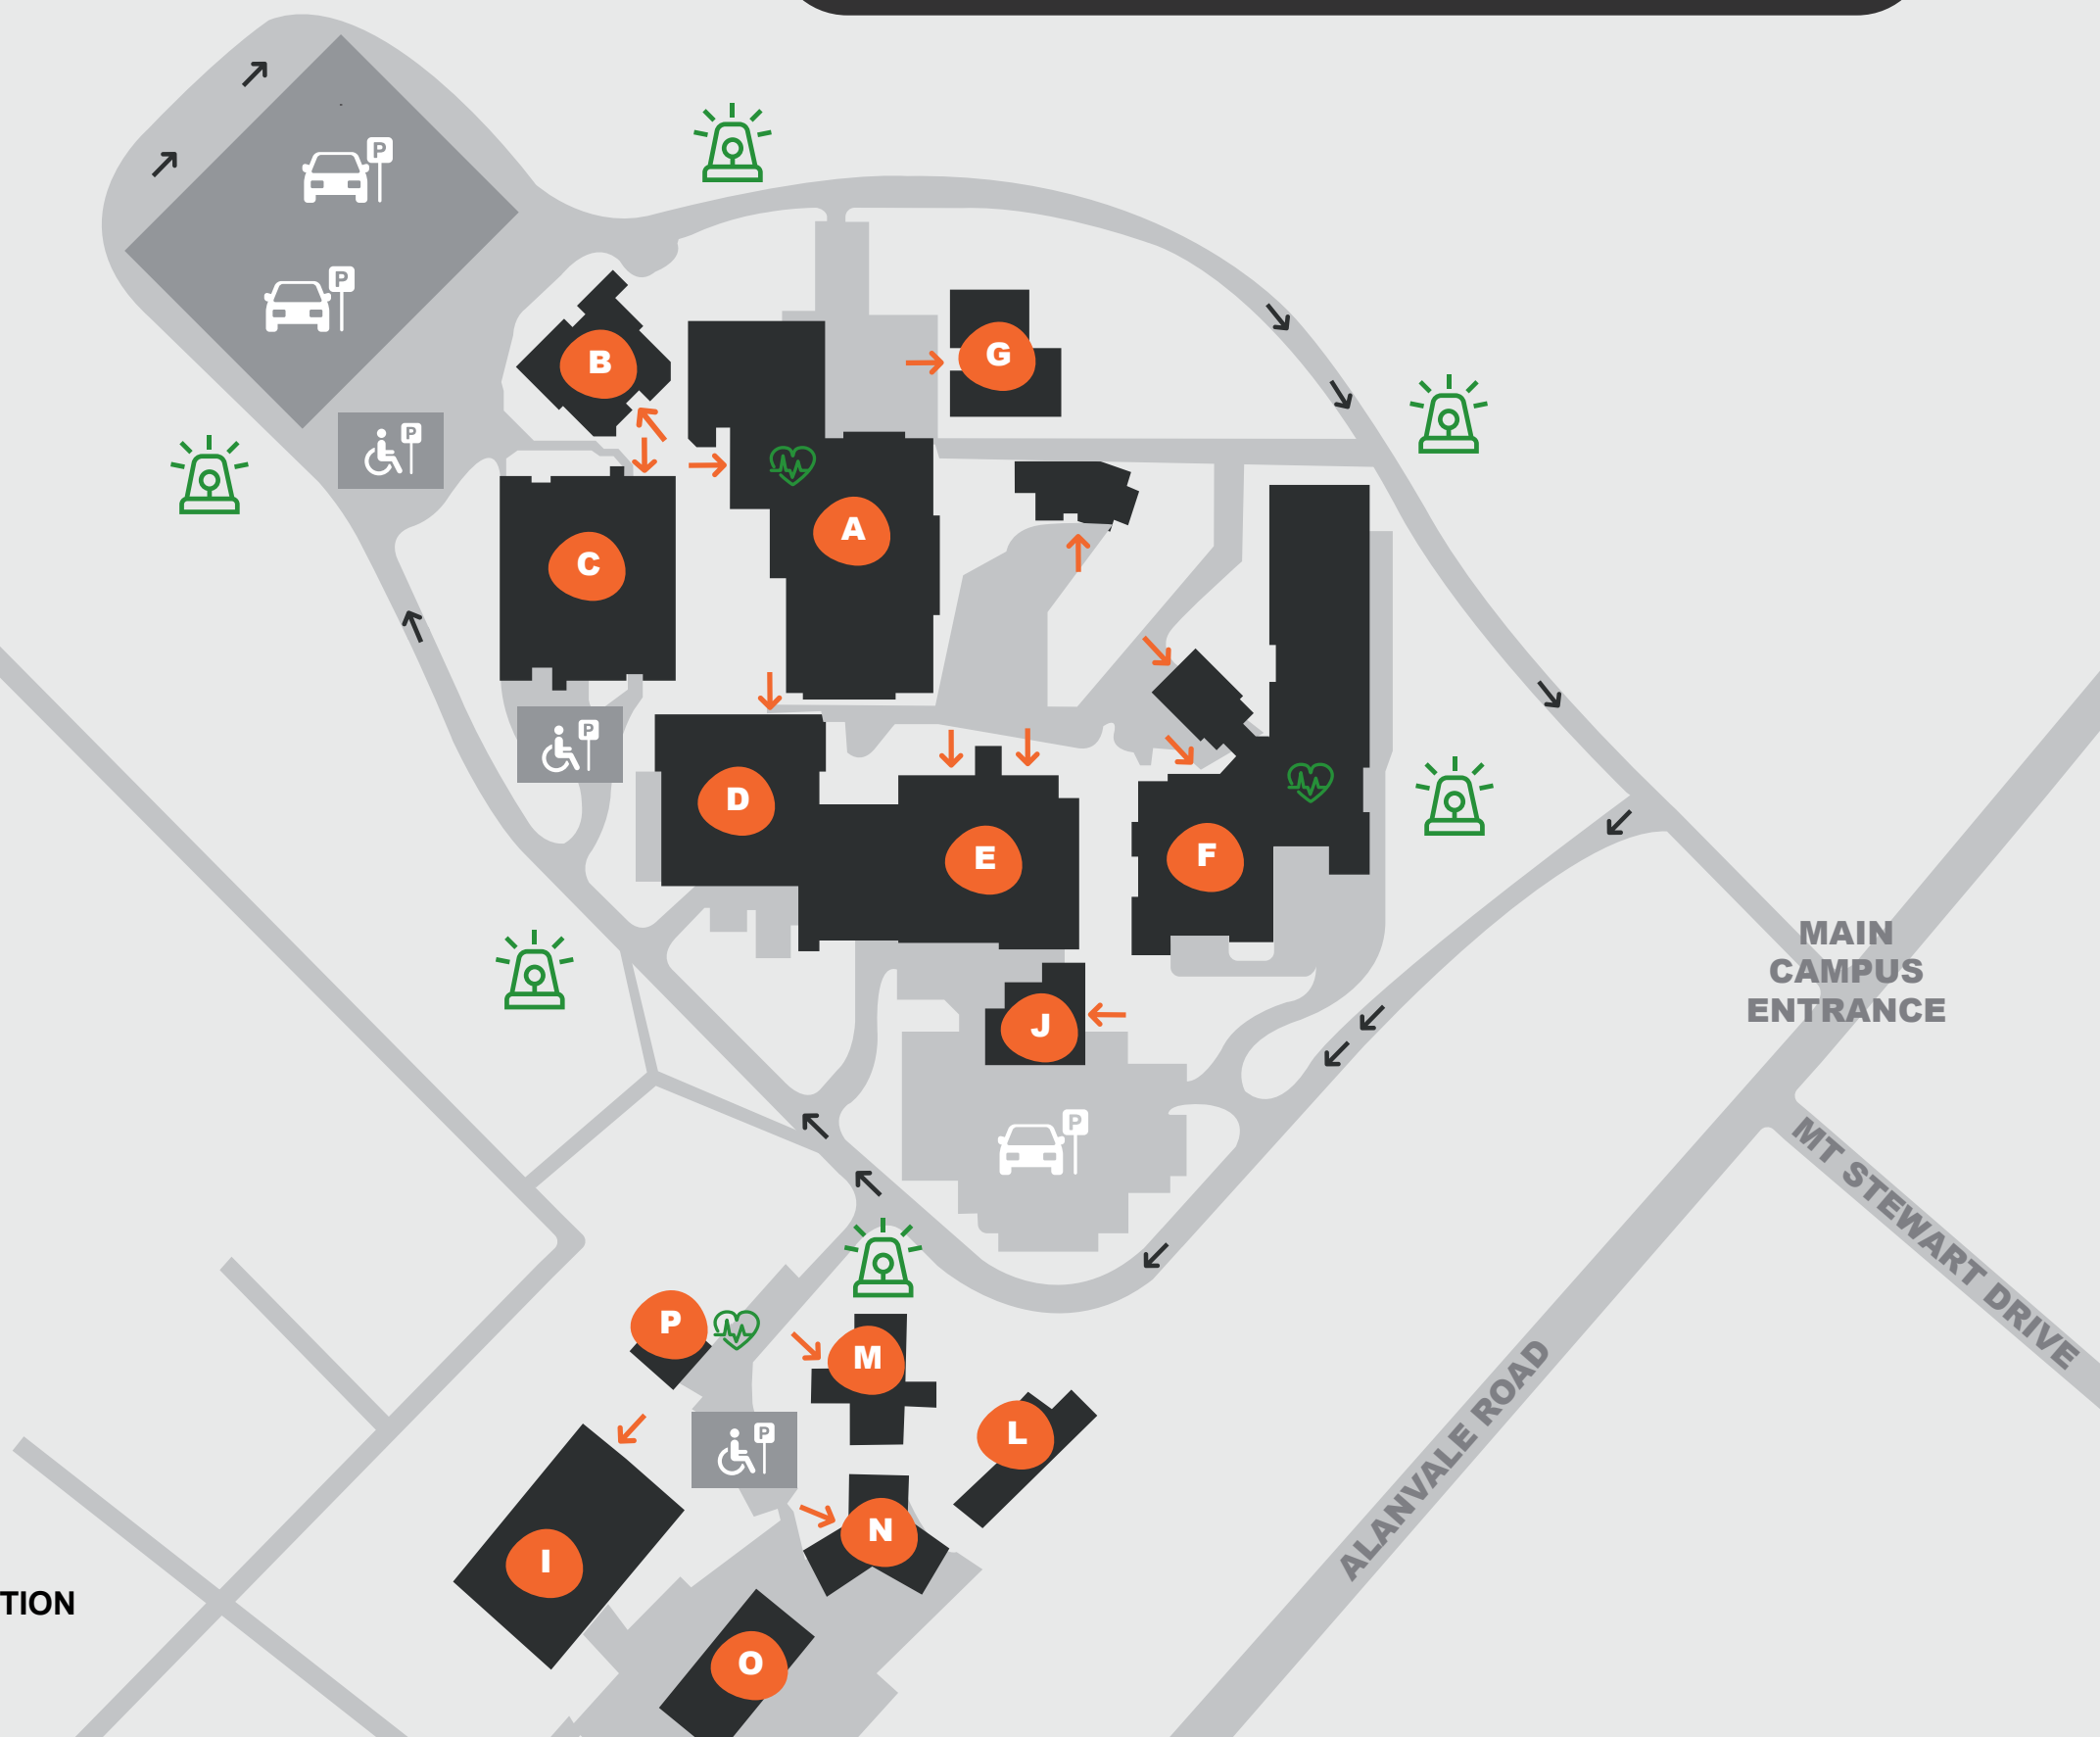 P
P
B
G
P
A
C
P
D
E
F
MAIN
CAMPUS
ENTRANCE
J
P
MT STEWART DRIVE
P
M
ALANVALE ROAD
L
P
N
I
TION
O